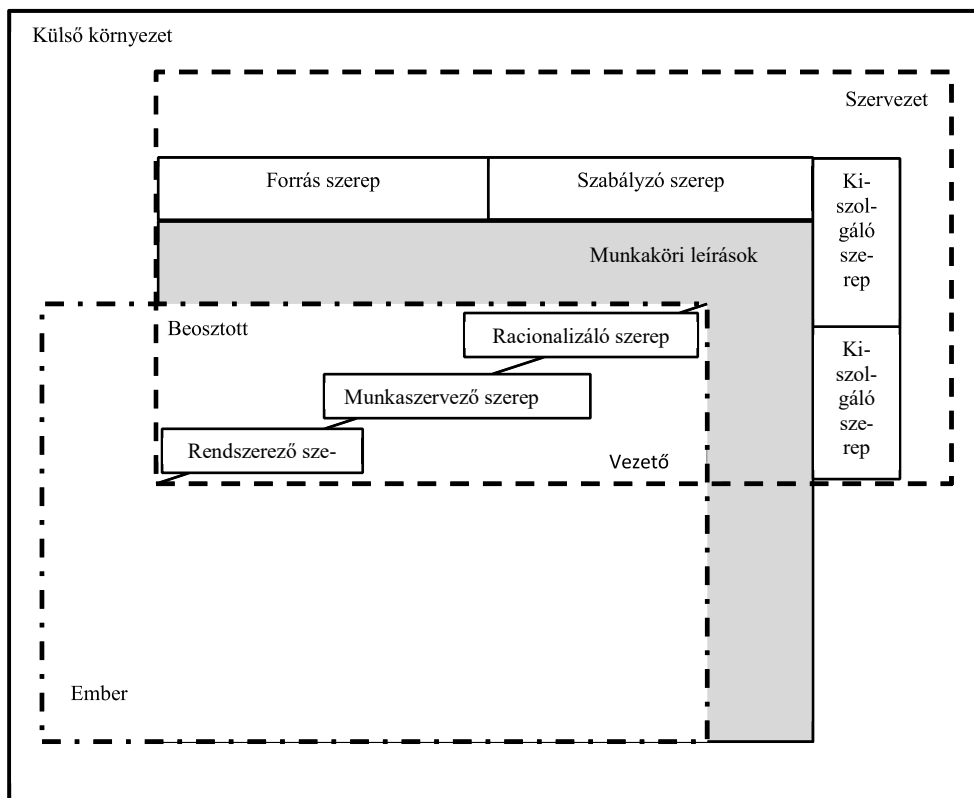 Külső környezet
Szervezet
Forrás szerep
Szabályzó szerep
Ki-
szol-
gáló
sze-
rep
Munkaköri leírások
Beosztott
Racionalizáló szerep
Ki-
szol-
gáló
sze-
rep
Munkaszervező szerep
Rendszerező sze-
Vezető
Ember